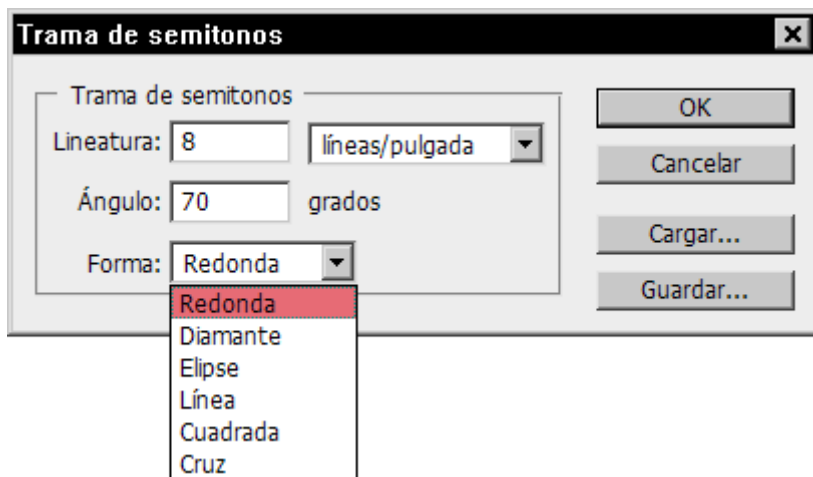 Trama de semitonos
Trama de semitonos
Lineatura: 8 líneas/pulgada
Ángulo: 70 grados
Forma: Redonda
Redonda
Diamante
Elipse
Línea
Cuadrada
Cruz
OK
Cancelar
Cargar...
Guardar...